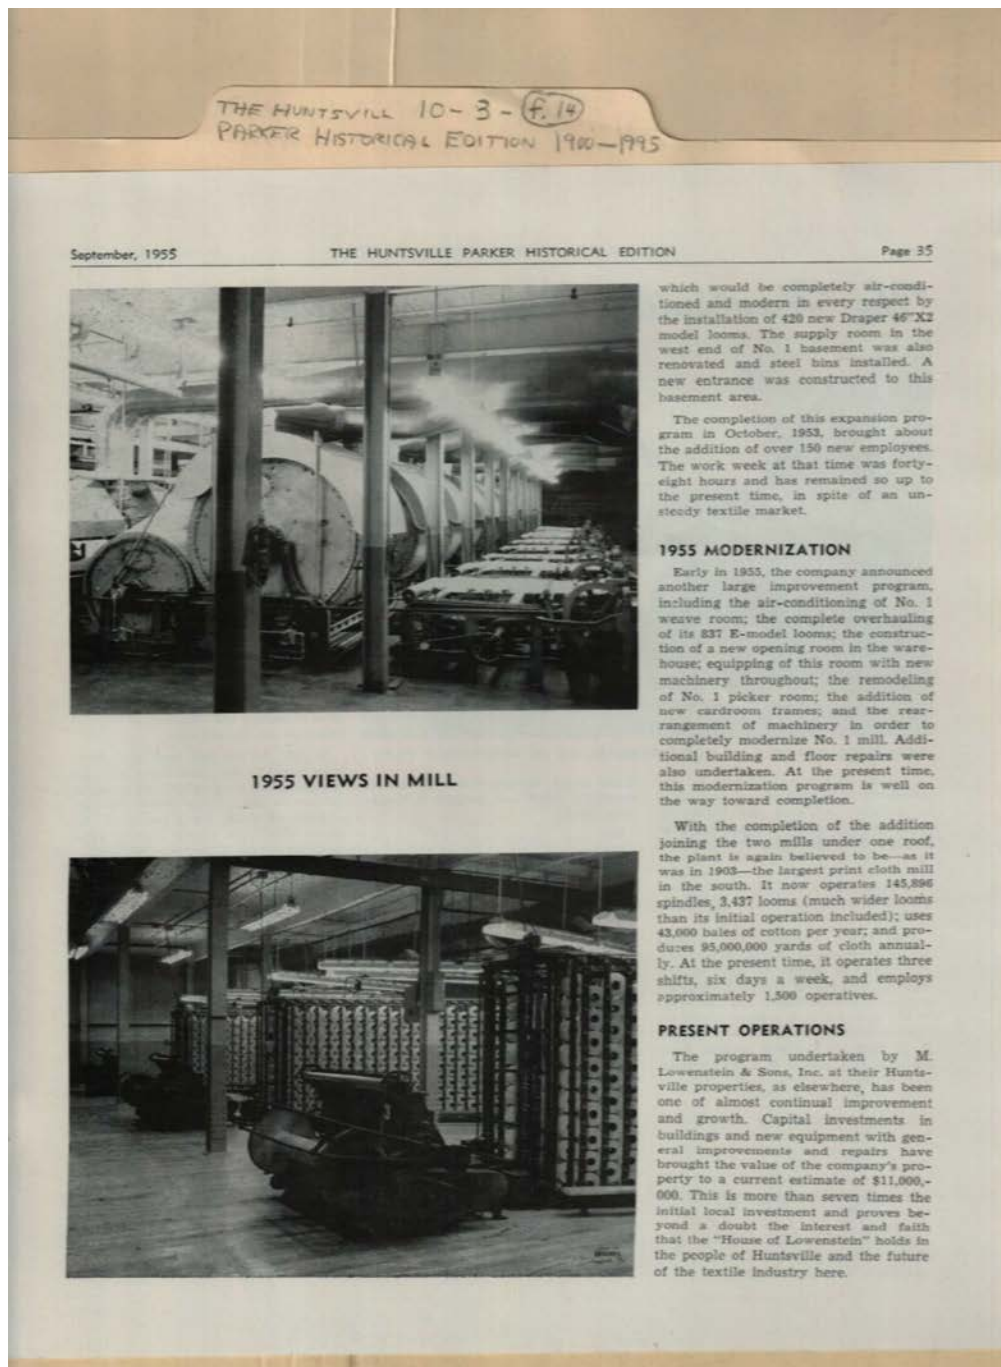 THE HUNTSVILL 10-3-f.14
PARKER HISTORICAL EDITION 1900-1995
September, 1955 THE HUNTSVILLE PARKER HISTORICAL EDITION Page 35
1955 VIEWS IN MILL
which would be completely air-condi-
tioned and modern in every respect by
the installation of 420 new Draper 46"X2
model looms. The supply room in the
west end of No. 1 basement was also
renovated and steel bins installed. A
new entrance was constructed to this
basement area.
The completion of this expansion pro-
gram in October, 1953, brought about
the addition of over 150 new employees.
The work week at that time was forty-
eight hours and has remained so up to
the present time, in spite of an un-
steady textile market.
1955 MODERNIZATION
Early in 1955, the company announced
another large improvement program,
including the air-conditioning of No. 1
weave room; the complete overhauling
of its 837 E-model looms; the construc-
tion of a new opening room in the ware-
house; equipping of this room with new
machinery throughout; the remodeling
of No. 1 picker room; the addition of
new cardroom frames; and the rear-
rangement of machinery in order to
completely modernize No. 1 mill. Addi-
tional building and floor repairs were
also undertaken. At the present time,
this modernization program is well on
the way toward completion.
With the completion of the addition
joining the two mills under one roof,
the plant is again believed to be—as it
was in 1903—the largest print cloth mill
in the south. It now operates 145,896
spindles, 3,437 looms (much wider looms
than its initial operation included); uses
43,000 bales of cotton per year; and pro-
duces 95,000,000 yards of cloth annual-
ly. At the present time, it operates three
shifts, six days a week, and employs
approximately 1,500 operatives.
PRESENT OPERATIONS
The program undertaken by M.
Lowenstein & Sons, Inc. at their Hunts-
ville properties, as elsewhere, has been
one of almost continual improvement
and growth. Capital investments in
buildings and new equipment with gen-
eral improvements and repairs have
brought the value of the company's pro-
perty to a current estimate of $11,000,-
000. This is more than seven times the
initial local investment and proves be-
yond a doubt the interest and faith
that the "House of Lowenstein" holds in
the people of Huntsville and the future
of the textile industry here.